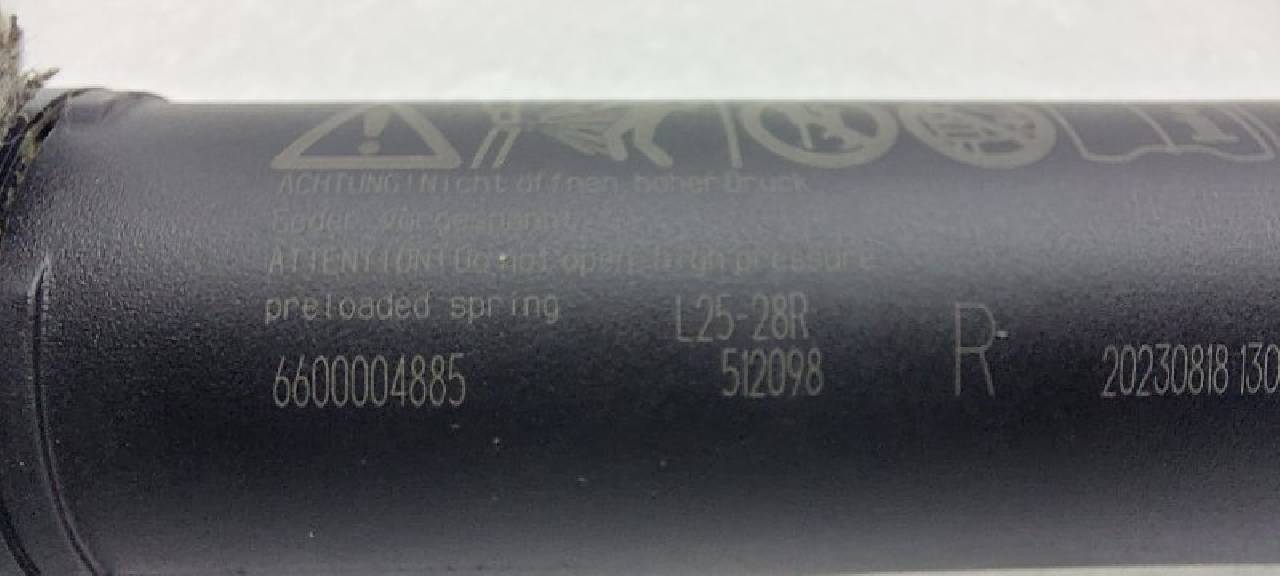 ACHTUNG! Nicht öffnen hoher Druck
Feder vorgespannt
ATTENTION! Do not open high pressure
preloaded spring
L25-28R
6600004885
512098
R
20230818 130